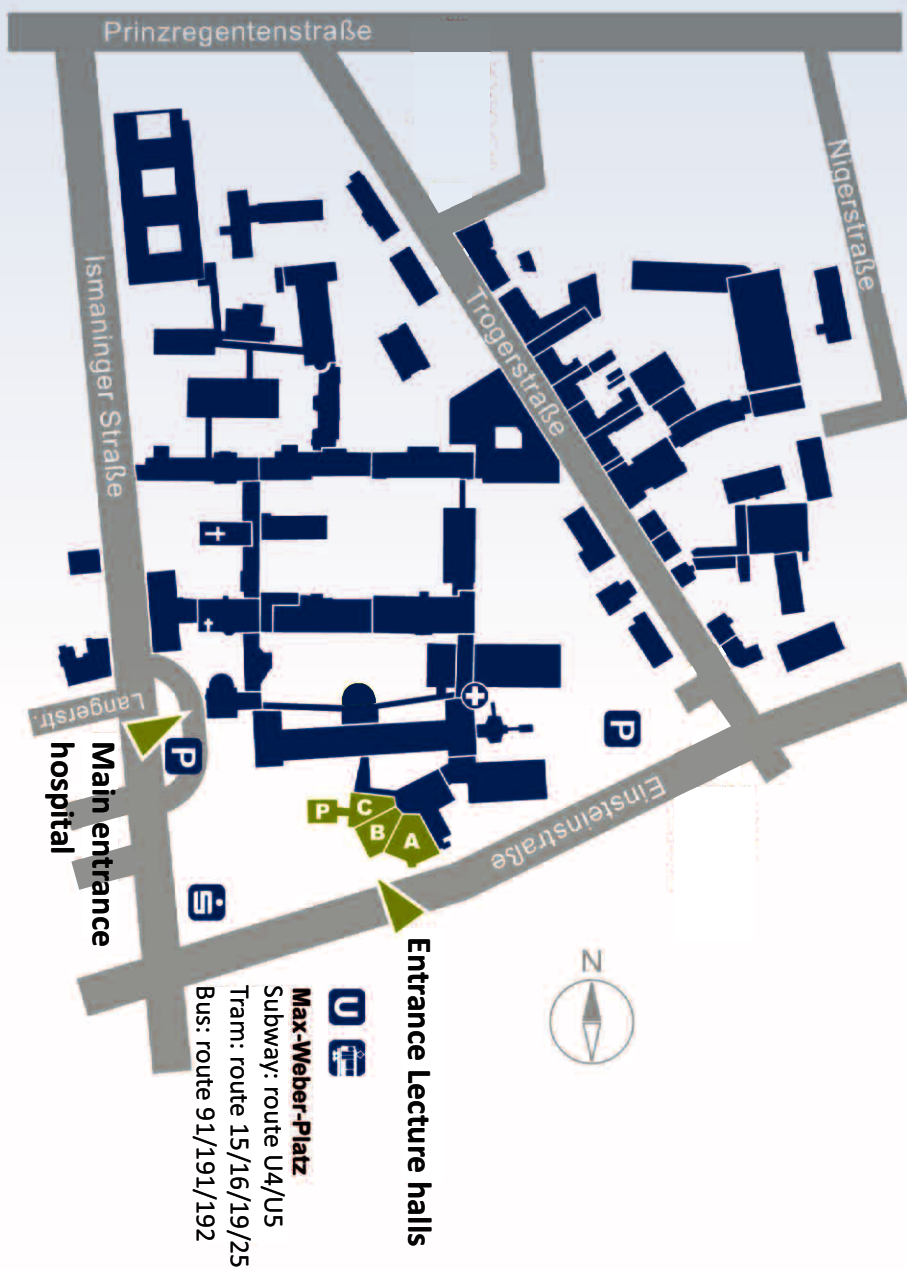 Prinzregentenstraße
Nigerstraße
Ismaninger Straße
Trogerstraße
Langerstr.
P
P
Main entrance
hospital
P
C
B
A
Einsteinstraße
i
S
N
Entrance Lecture halls
U
Max-Weber-Platz
Subway: route U4/U5
Tram: route 15/16/19/25
Bus: route 91/191/192